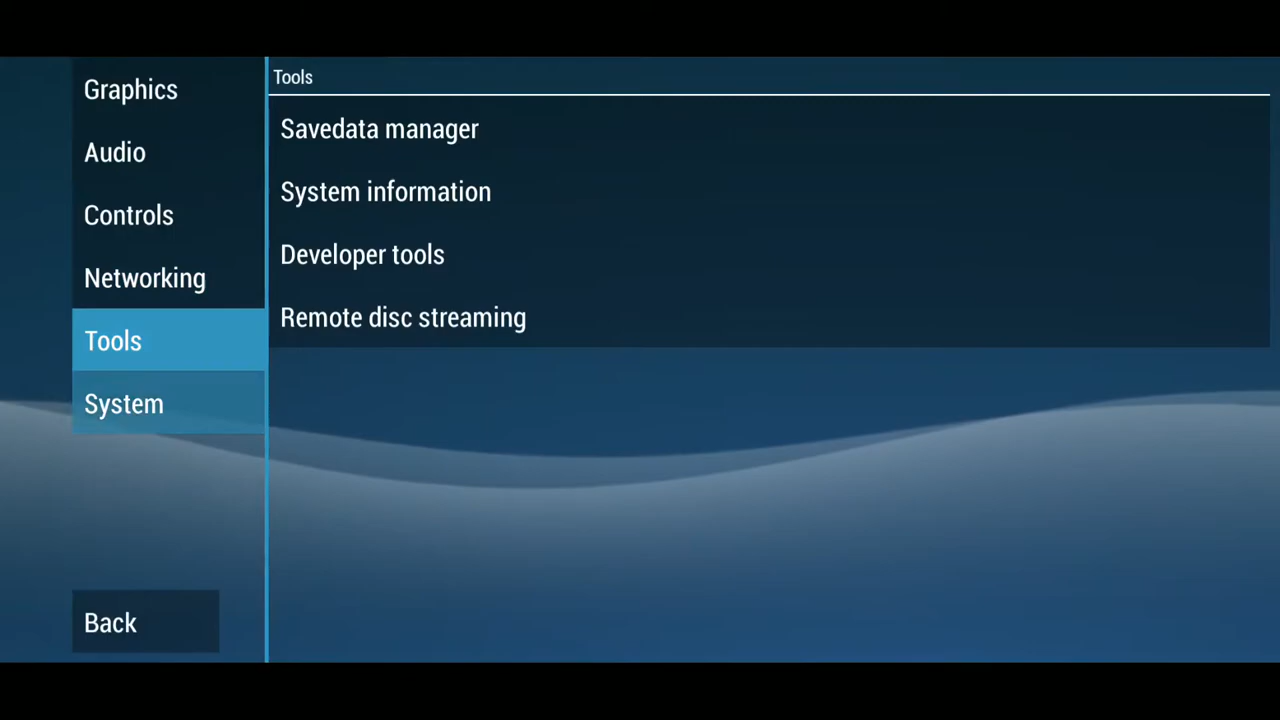 Graphics
Audio
Controls
Networking
Tools
System
Back
Tools
Savedata manager
System information
Developer tools
Remote disc streaming